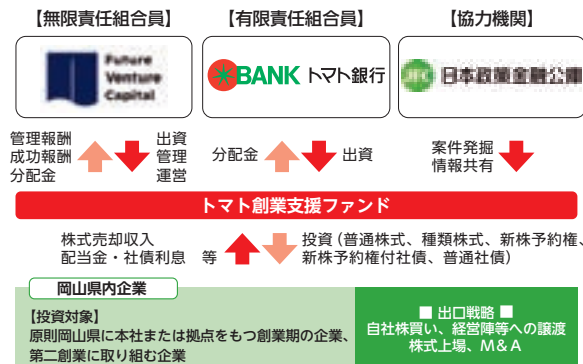 【無限責任組合員】
【有限責任組合員】
【協力機関】
Future
Venture
Capital
BANK トマト銀行
JFC 日本政策金融公庫
管理報酬
成功報酬
分配金
出資
管理
運営
分配金
出資
案件発掘
情報共有
トマト創業支援ファンド
株式売却収入
配当金・社債利息 等
投資(普通株式、種類株式、新株予約権、
新株予約権付社債、普通社債)
岡山県内企業
【投資対象】
原則岡山県に本社または拠点をもつ創業期の企業、
第二創業に取り組む企業
■ 出口戦略 ■
自社株買い、経営陣等への譲渡
株式上場、M&A